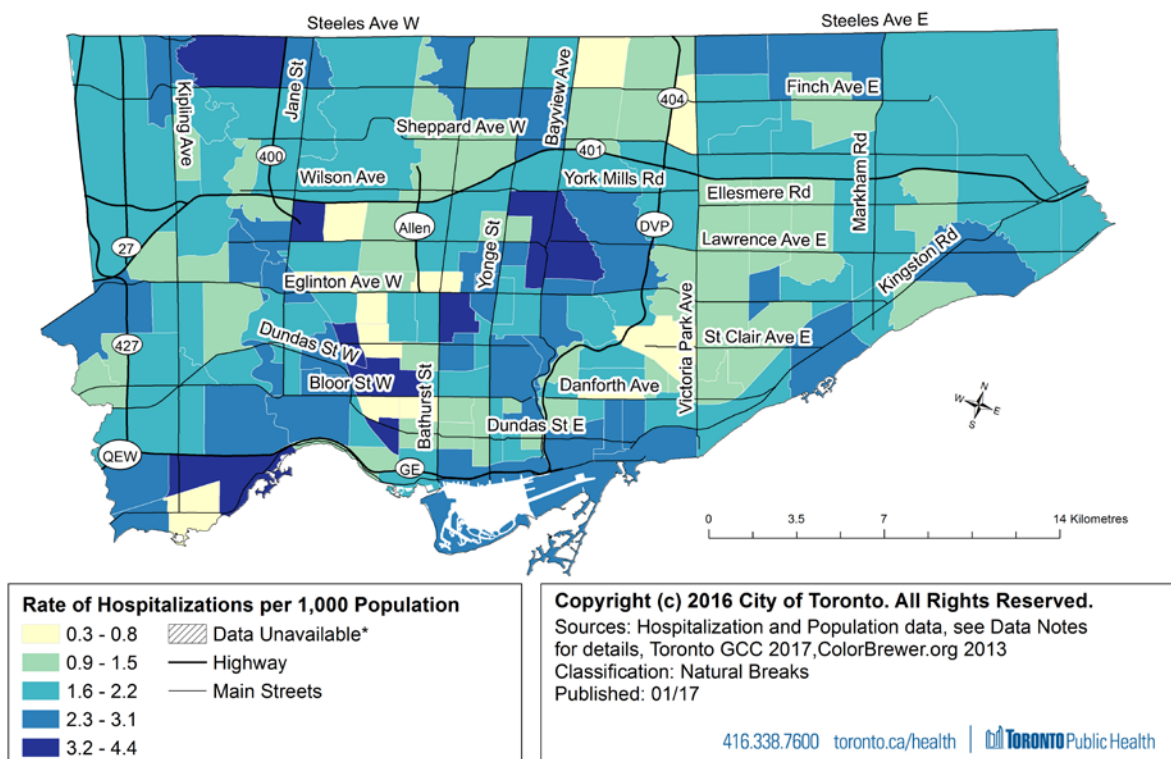 Steeles Ave W
Steeles Ave E
Kipling Ave
Jane St
Bayview Ave
404
Finch Ave E
Sheppard Ave W
400
401
Markham Rd
Wilson Ave
York Mills Rd
Ellesmere Rd
27
Allen
Yonge St
DVP
Lawrence Ave E
Kingston Rd
Eglinton Ave W
427
Dundas St W
Victoria Park Ave
St Clair Ave E
Bloor St W
Bathurst St
Danforth Ave
Dundas St E
QEW
GE
N
W
E
S
0 3.5 7 14 Kilometres
Rate of Hospitalizations per 1,000 Population
0.3 - 0.8
0.9 - 1.5
1.6 - 2.2
2.3 - 3.1
3.2 - 4.4
Data Unavailable*
Highway
Main Streets
Copyright (c) 2016 City of Toronto. All Rights Reserved.
Sources: Hospitalization and Population data, see Data Notes
for details, Toronto GCC 2017,ColorBrewer.org 2013
Classification: Natural Breaks
Published: 01/17
416.338.7600 toronto.ca/health TORONTO Public Health